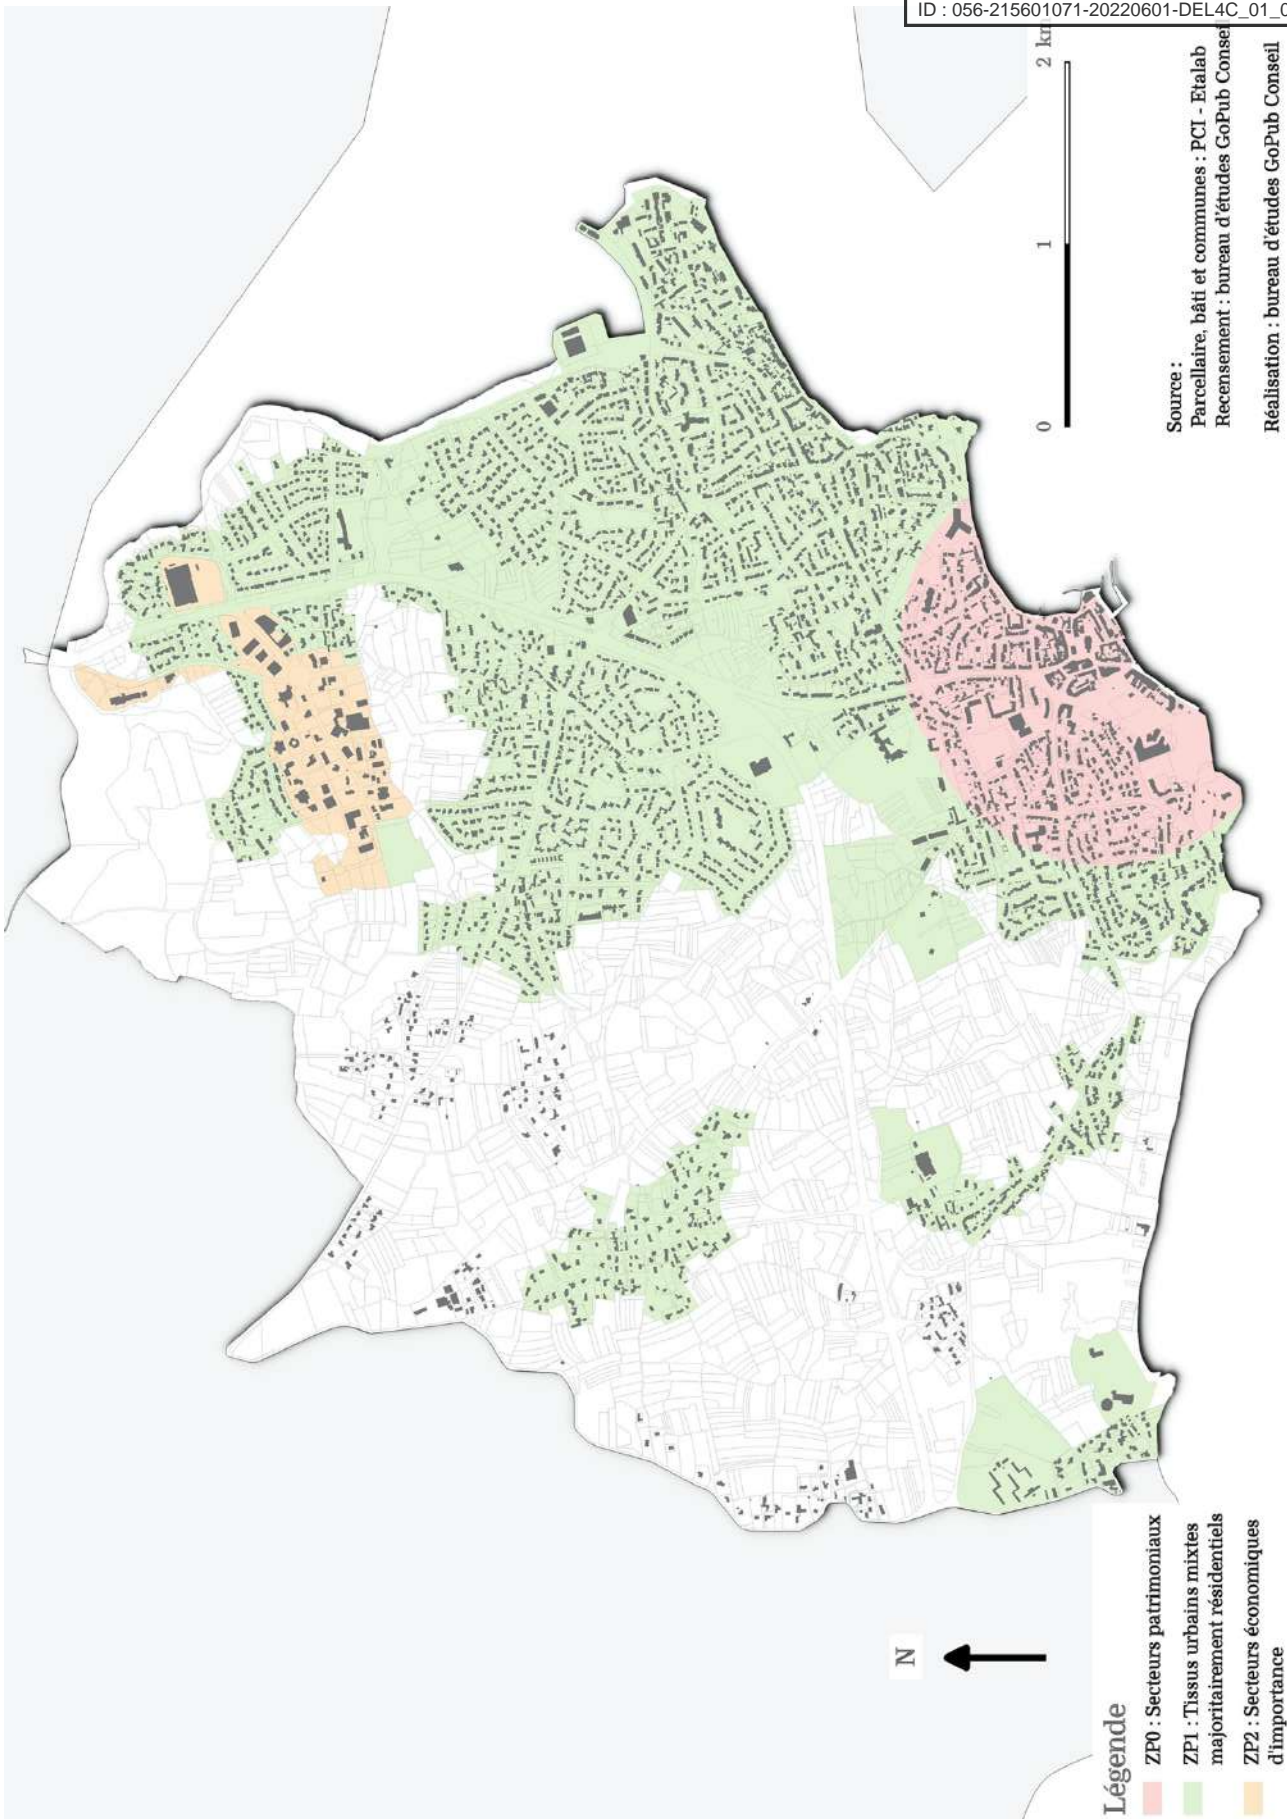 ID : 056-215601071-20220601-DEL4C_01_0
Légende
ZP0 : Secteurs patrimoniaux
ZP1 : Tissus urbains mixtes
majoritairement résidentiels
ZP2 : Secteurs économiques
d'importance
N
0 1 2 km
Source :
Parcellaire, bâti et communes : PCI - Etalab
Recensement : bureau d'études GoPub Conseil
Réalisation : bureau d'études GoPub Conseil